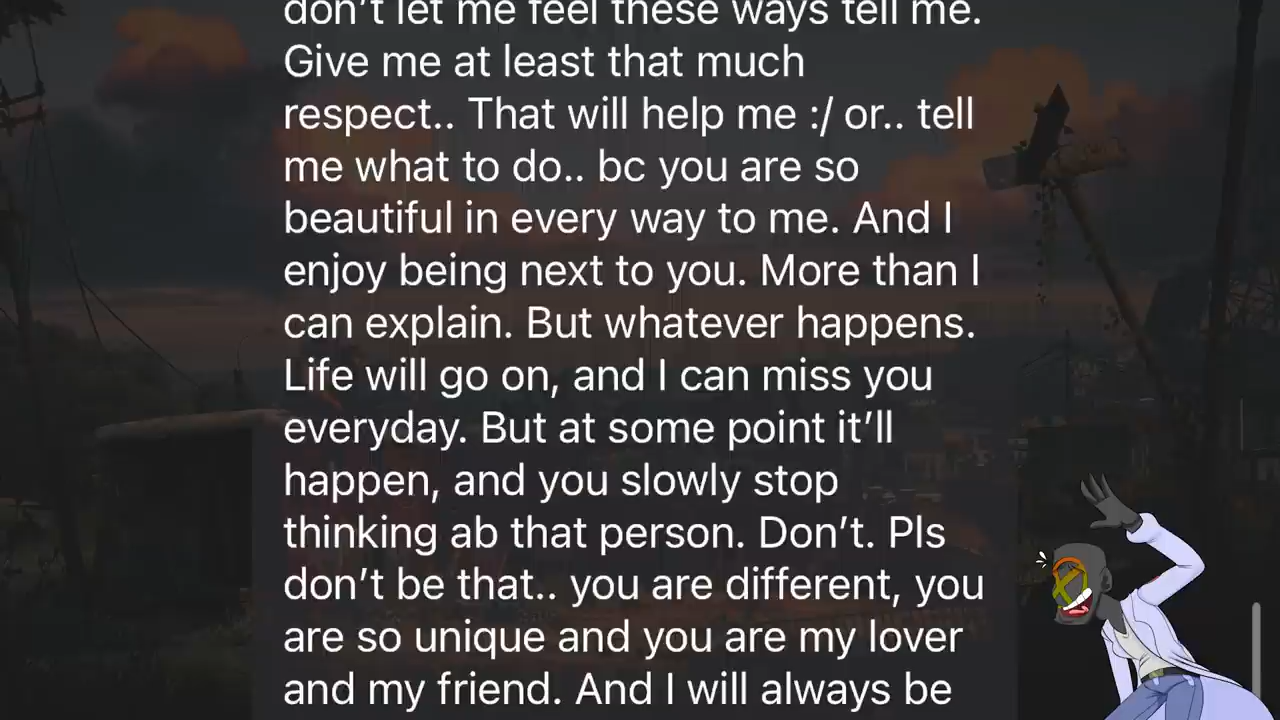 don’t let me feel these ways tell me.
Give me at least that much
respect.. That will help me :/ or.. tell
me what to do.. bc you are so
beautiful in every way to me. And I
enjoy being next to you. More than I
can explain. But whatever happens.
Life will go on, and I can miss you
everyday. But at some point it’ll
happen, and you slowly stop
thinking ab that person. Don’t. Pls
don’t be that.. you are different, you
are so unique and you are my lover
and my friend. And I will always be